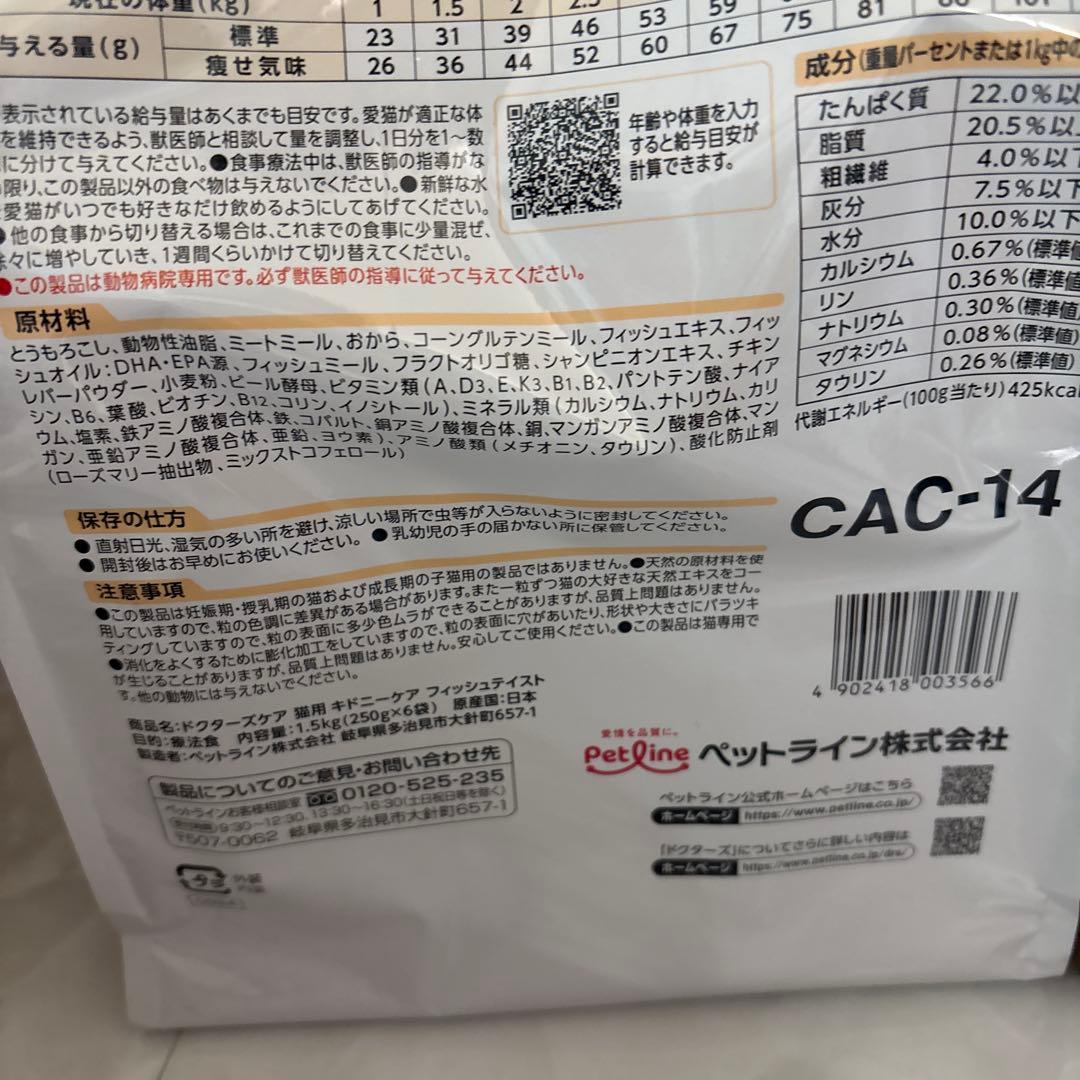 現在の体重(kg) 1 1.5 2 2.5
与える量(g) 標準 23 31 39 46 53 59 67 75 81
痩せ気味 26 36 44 52 60 67 75 81
表示されている給与量はあくまでも目安です。愛猫が適正な体
を維持できるよう、獣医師と相談して量を調整し、1日分を1〜数
に分けて与えてください。●食事療法中は、獣医師の指導がな
限り、この製品以外の食べ物は与えないでください。●新鮮な水
愛猫がいつでも好きなだけ飲めるようにしてあげてください。
●他の食事から切り替える場合は、これまでの食事に少量混ぜ、
徐々に増やしていき、1週間くらいかけて切り替えてください。
●この製品は動物病院専用です。必ず獣医師の指導に従って与えてください。
年齢や体重を入力
すると給与目安が
計算できます。
原材料
とうもろこし、動物性油脂、ミートミール、おから、コーングルテンミール、フィッシュエキス、フィッ
シュオイル:DHA・EPA源、フィッシュミール、フラクトオリゴ糖、シャンピニオンエキス、チキン
レバーパウダー、小麦粉、ビール酵母、ビタミン類(A、D3、E、K3、B1、B2、パントテン酸、ナイア
シン、B6、葉酸、ビオチン、B12、コリン、イノシトール)、ミネラル類(カルシウム、ナトリウム、カリ
ウム、塩素、鉄アミノ酸複合体、鉄、コバルト、銅アミノ酸複合体、銅、マンガンアミノ酸複合体、マン
ガン、亜鉛アミノ酸複合体、亜鉛、ヨウ素)、アミノ酸類(メチオニン、タウリン)、酸化防止剤
(ローズマリー抽出物、ミックストコフェロール)
成分(重量パーセントまたは1kg中の
たんぱく質 22.0%以
脂質 20.5%以
粗繊維 4.0%以下
灰分 7.5%以下
水分 10.0%以下
カルシウム 0.67%(標準値
リン 0.36%(標準値
ナトリウム 0.30%(標準値
マグネシウム 0.08%(標準値)
タウリン 0.26%(標準値)
代謝エネルギー(100g当たり)425kcal
CAC-14
保存の仕方
●直射日光、湿気の多い所を避け、涼しい場所で虫等が入らないように密封してください。
●開封後はお早めにお使いください。●乳幼児の手の届かない所に保管してください。
注意事項
●この製品は妊娠期・授乳期の猫および成長期の子猫用の製品ではありません。●天然の原材料を使
用していますので、粒の色調に差異がある場合があります。また一粒ずつ猫の大好きな天然エキスをコー
ティングしていますので、粒の表面に多少色ムラができることがありますが、品質上問題はありません。
●消化をよくするために膨化加工をしていますので、粒の表面に穴があいたり、形状や大きさにバラツキ
が生じることがありますが、品質上問題はありません。安心してご使用ください。●この製品は猫専用で
す。他の動物には与えないでください。
商品名:ドクターズケア 猫用 キドニーケア フィッシュテイスト
目的:療法食 内容量:1.5kg(250g×6袋) 原産国:日本
製造者:ペットライン株式会社 岐阜県多治見市大針町657-1
製品についてのご意見・お問い合わせ先
ペットラインお客様相談室 0120-525-235
9:30〜12:30、13:30〜16:30(土日祝日等を除く)
〒507-0062 岐阜県多治見市大針町657-1
プラ 外装
4 902418 003566
愛情を品質に。
Petline ペットライン株式会社
ペットライン公式ホームページはこちら
ホームページ https://www.petline.co.jp/
「ドクターズ」についてさらに詳しい内容は
ホームページ https://www.petline.co.jp/drs/